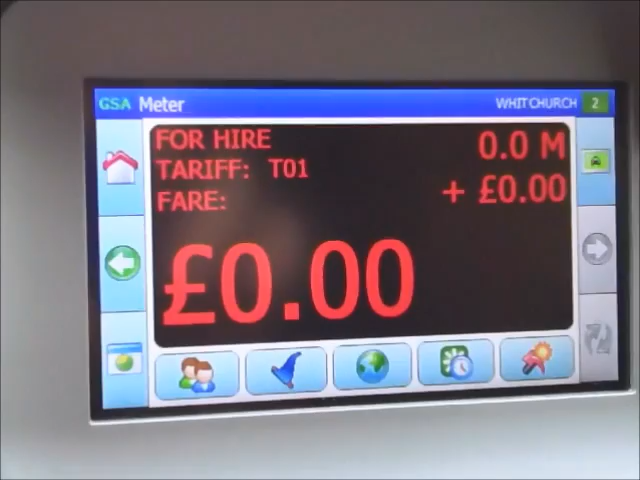 GSA Meter WHITCHURCH 2
FOR HIRE 0.0 M
TARIFF: T01 + £0.00
FARE:
£0.00